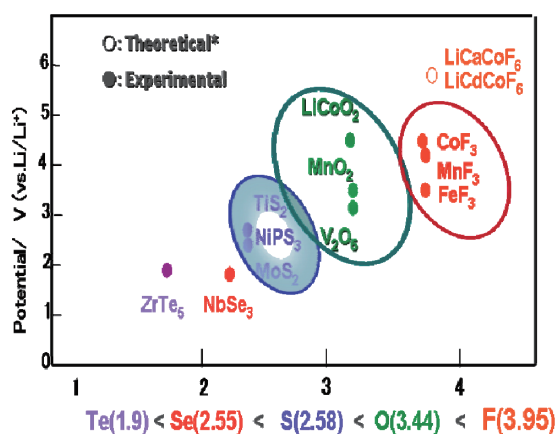 ○: Theoretical*
●: Experimental
LiCaCoF6
LiCdCoF6
LiCoO2
CoF3
MnO2
MnF3
FeF3
TiS2
NiPS3
V2O5
MoS2
ZrTe5
NbSe3
Potential/ V (vs.Li/Li+)
6
5
4
3
2
1
0
1 2 3 4
Te(1.9) < Se(2.55) < S(2.58) < O(3.44) < F(3.95)